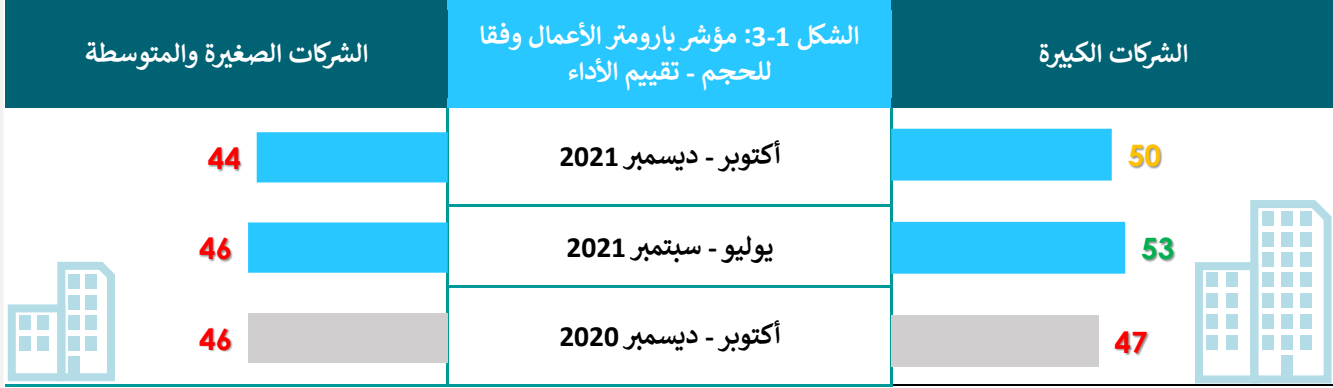 الشركات الكبيرة
الشكل 1-3: مؤشر بارومتر الأعمال وفقا
للحجم - تقييم الأداء
الشركات الصغيرة والمتوسطة
50
أكتوبر - ديسمبر 2021
44
53
يوليو - سبتمبر 2021
46
47
أكتوبر - ديسمبر 2020
46